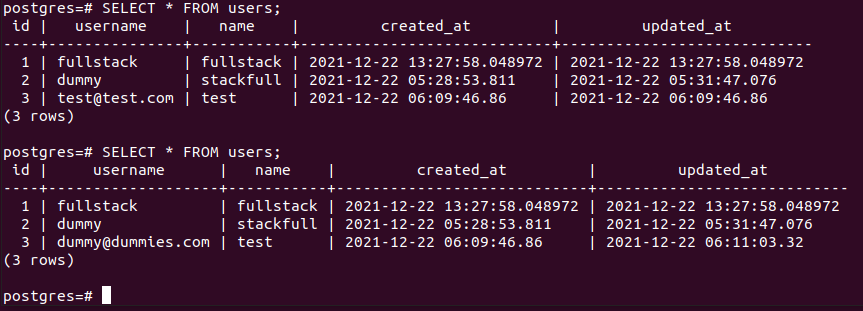 postgres=# SELECT * FROM users;
 id |   username    |   name    |         created_at         |         updated_at
----+---------------+-----------+----------------------------+----------------------------
  1 | fullstack     | fullstack | 2021-12-22 13:27:58.048972 | 2021-12-22 13:27:58.048972
  2 | dummy         | stackfull | 2021-12-22 05:28:53.811    | 2021-12-22 05:31:47.076
  3 | test@test.com | test      | 2021-12-22 06:09:46.86     | 2021-12-22 06:09:46.86
(3 rows)

postgres=# SELECT * FROM users;
 id |     username      |   name    |         created_at         |         updated_at
----+-------------------+-----------+----------------------------+----------------------------
  1 | fullstack         | fullstack | 2021-12-22 13:27:58.048972 | 2021-12-22 13:27:58.048972
  2 | dummy             | stackfull | 2021-12-22 05:28:53.811    | 2021-12-22 05:31:47.076
  3 | dummy@dummies.com | test      | 2021-12-22 06:09:46.86     | 2021-12-22 06:11:03.32
(3 rows)

postgres=#